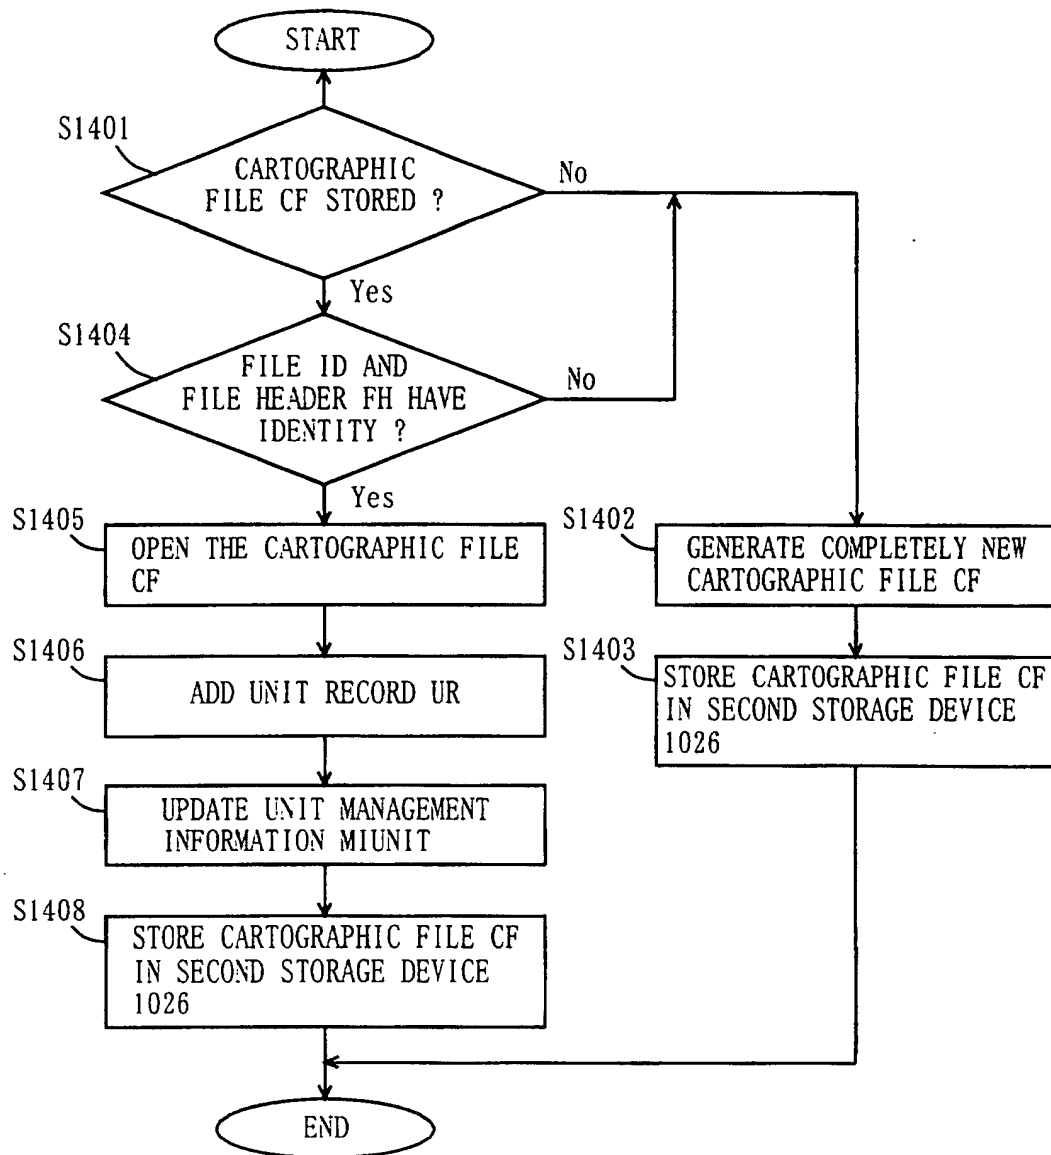 START
S1401
CARTOGRAPHIC
FILE CF STORED ?
No
Yes
S1404
FILE ID AND
FILE HEADER FH HAVE
IDENTITY ?
No
Yes
S1405
OPEN THE CARTOGRAPHIC FILE
CF
S1402
GENERATE COMPLETELY NEW
CARTOGRAPHIC FILE CF
S1406
ADD UNIT RECORD UR
S1403
STORE CARTOGRAPHIC FILE CF
IN SECOND STORAGE DEVICE
1026
S1407
UPDATE UNIT MANAGEMENT
INFORMATION MIUNIT
S1408
STORE CARTOGRAPHIC FILE CF
IN SECOND STORAGE DEVICE
1026
END